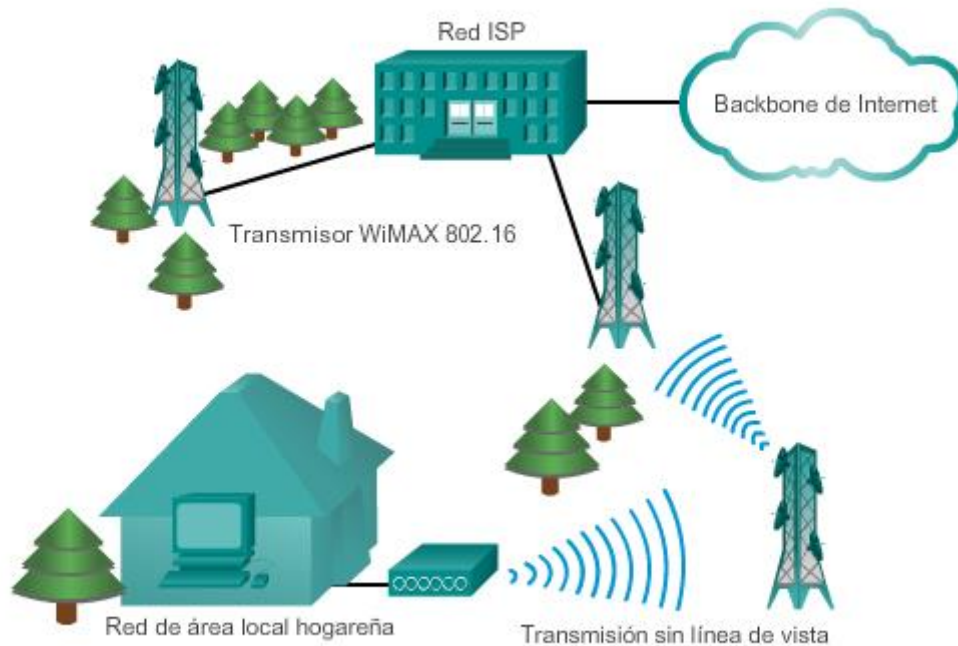 Red ISP
Backbone de Internet
Transmisor WiMAX 802.16
Red de área local hogareña
Transmisión sin línea de vista